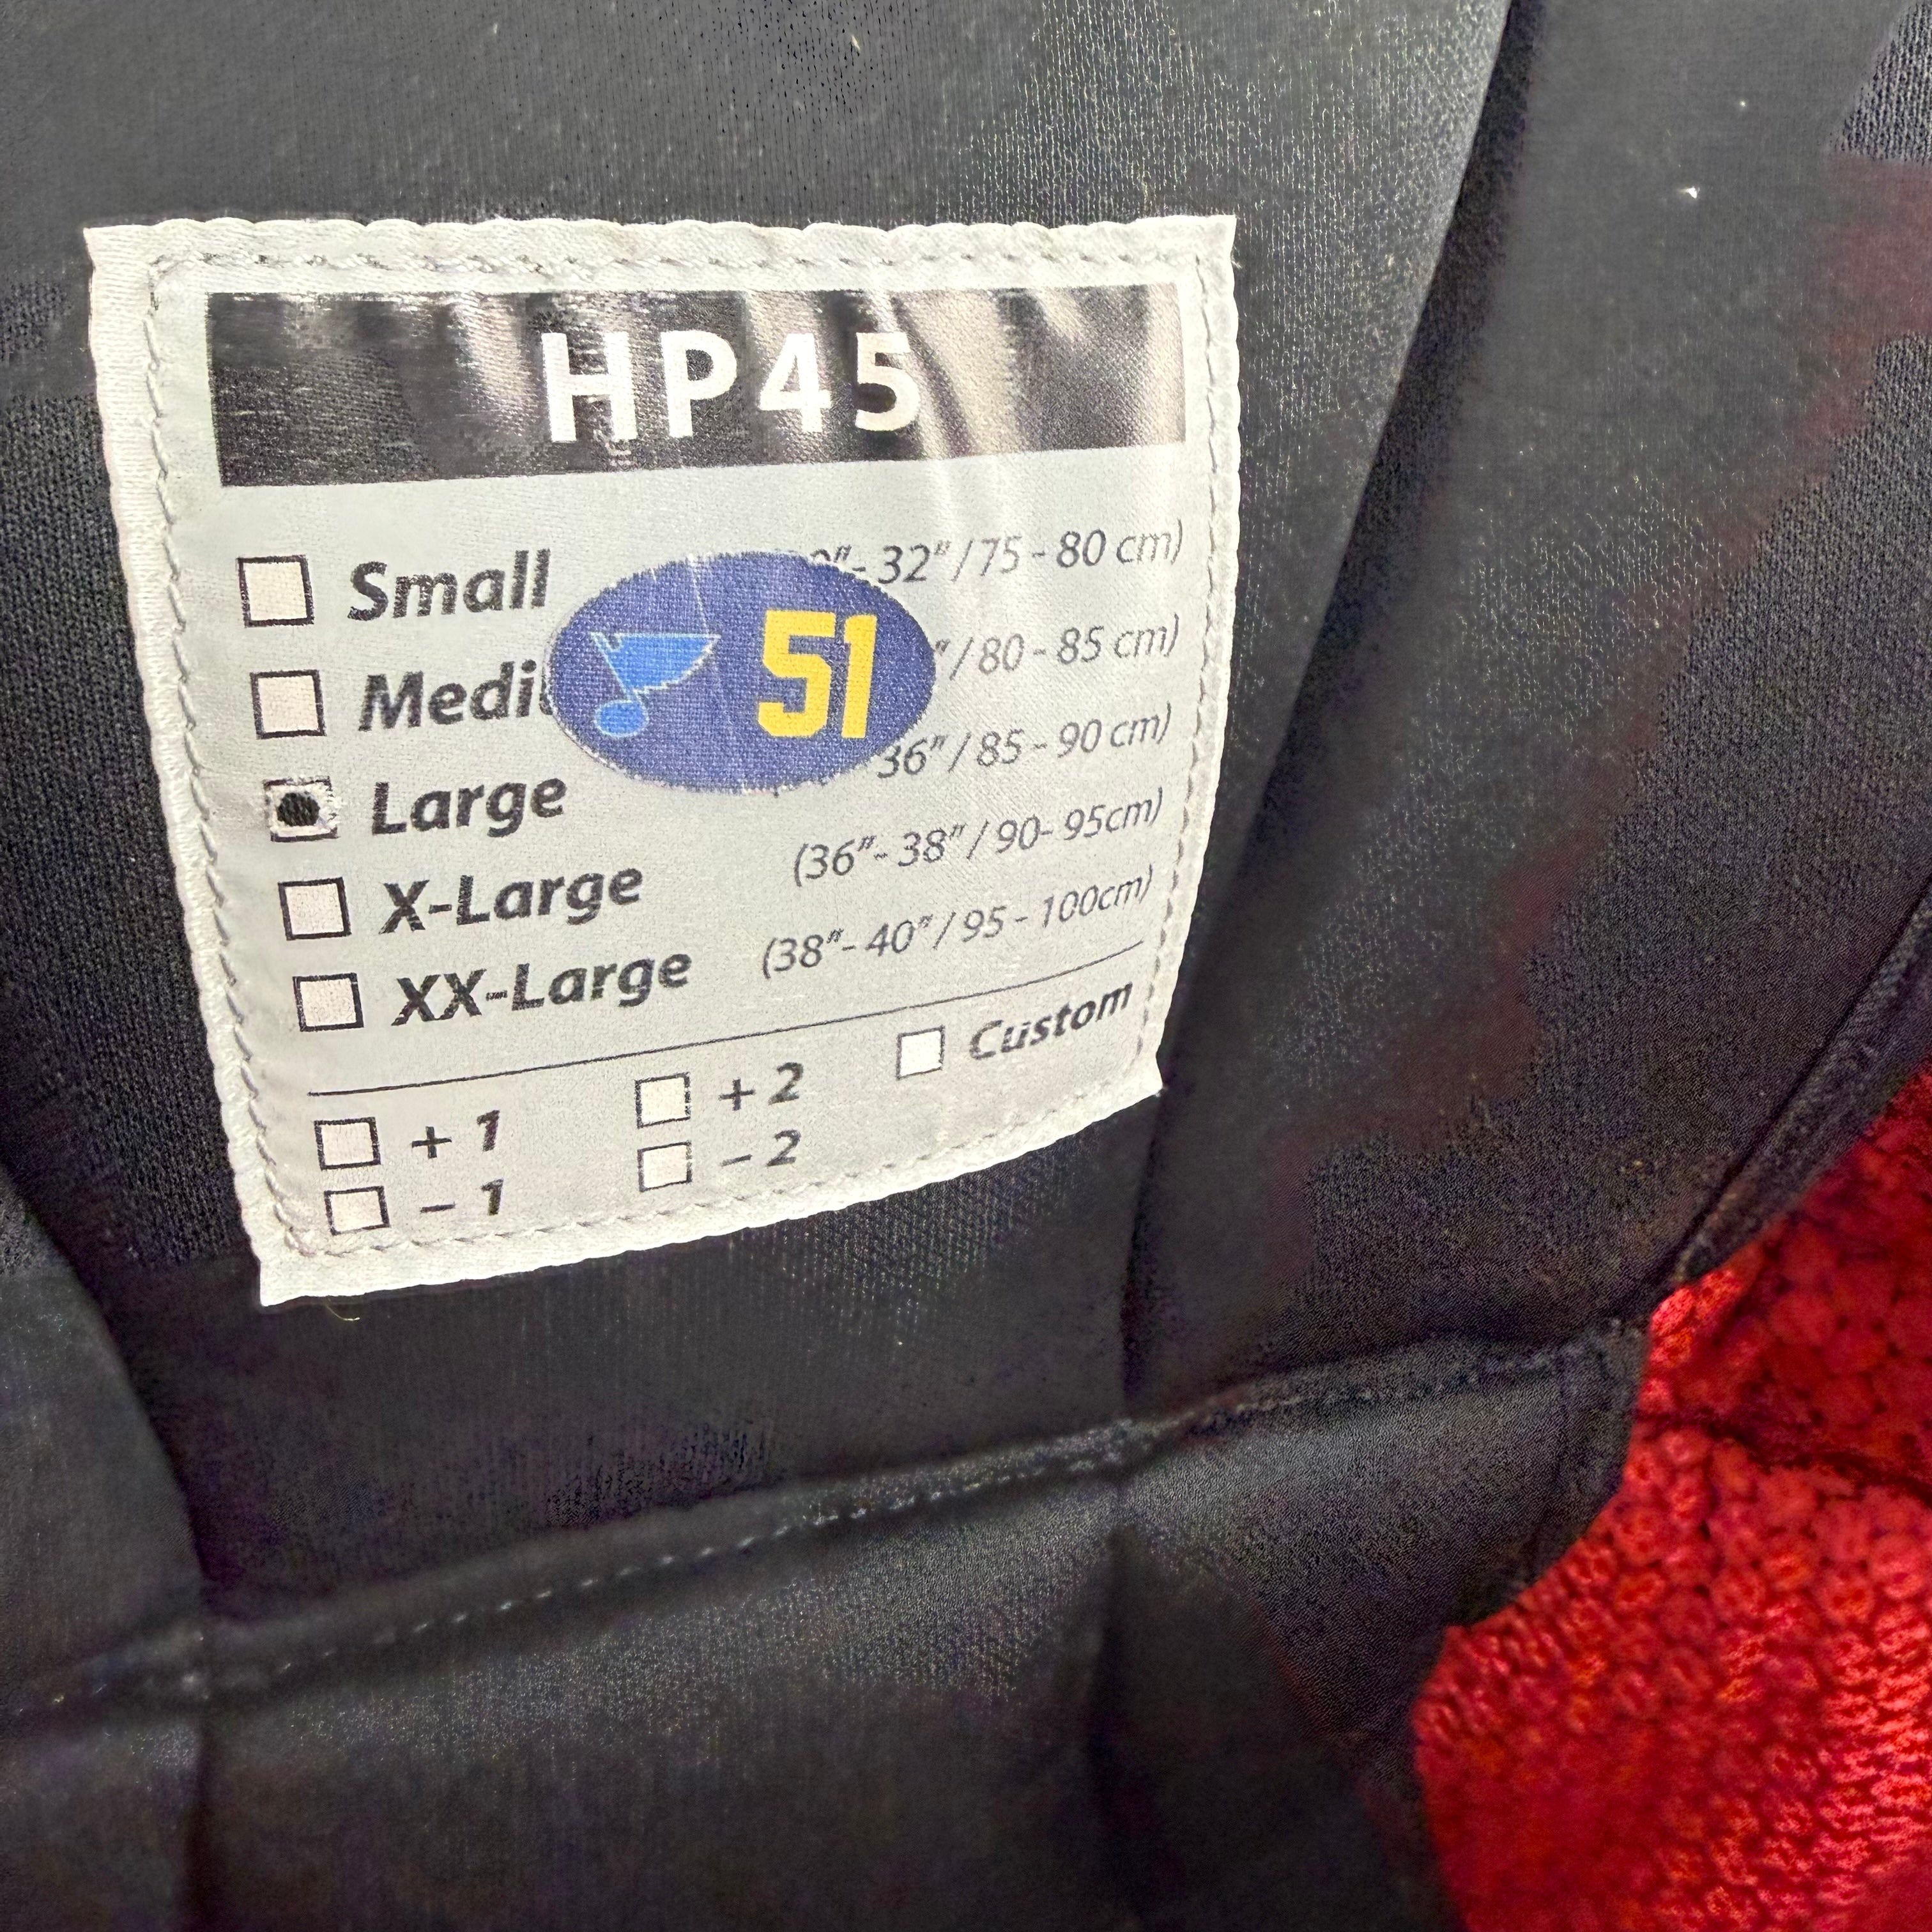 HP45
Small 32"/75 - 80 cm)
/80 - 85 cm)
51
Large 36"/85 - 90 cm)
X-Large (36"- 38"/ 90- 95cm)
XX-Large (38"- 40"/ 95 - 100cm)
+ 1 + 2 Custom
- 1 - 2